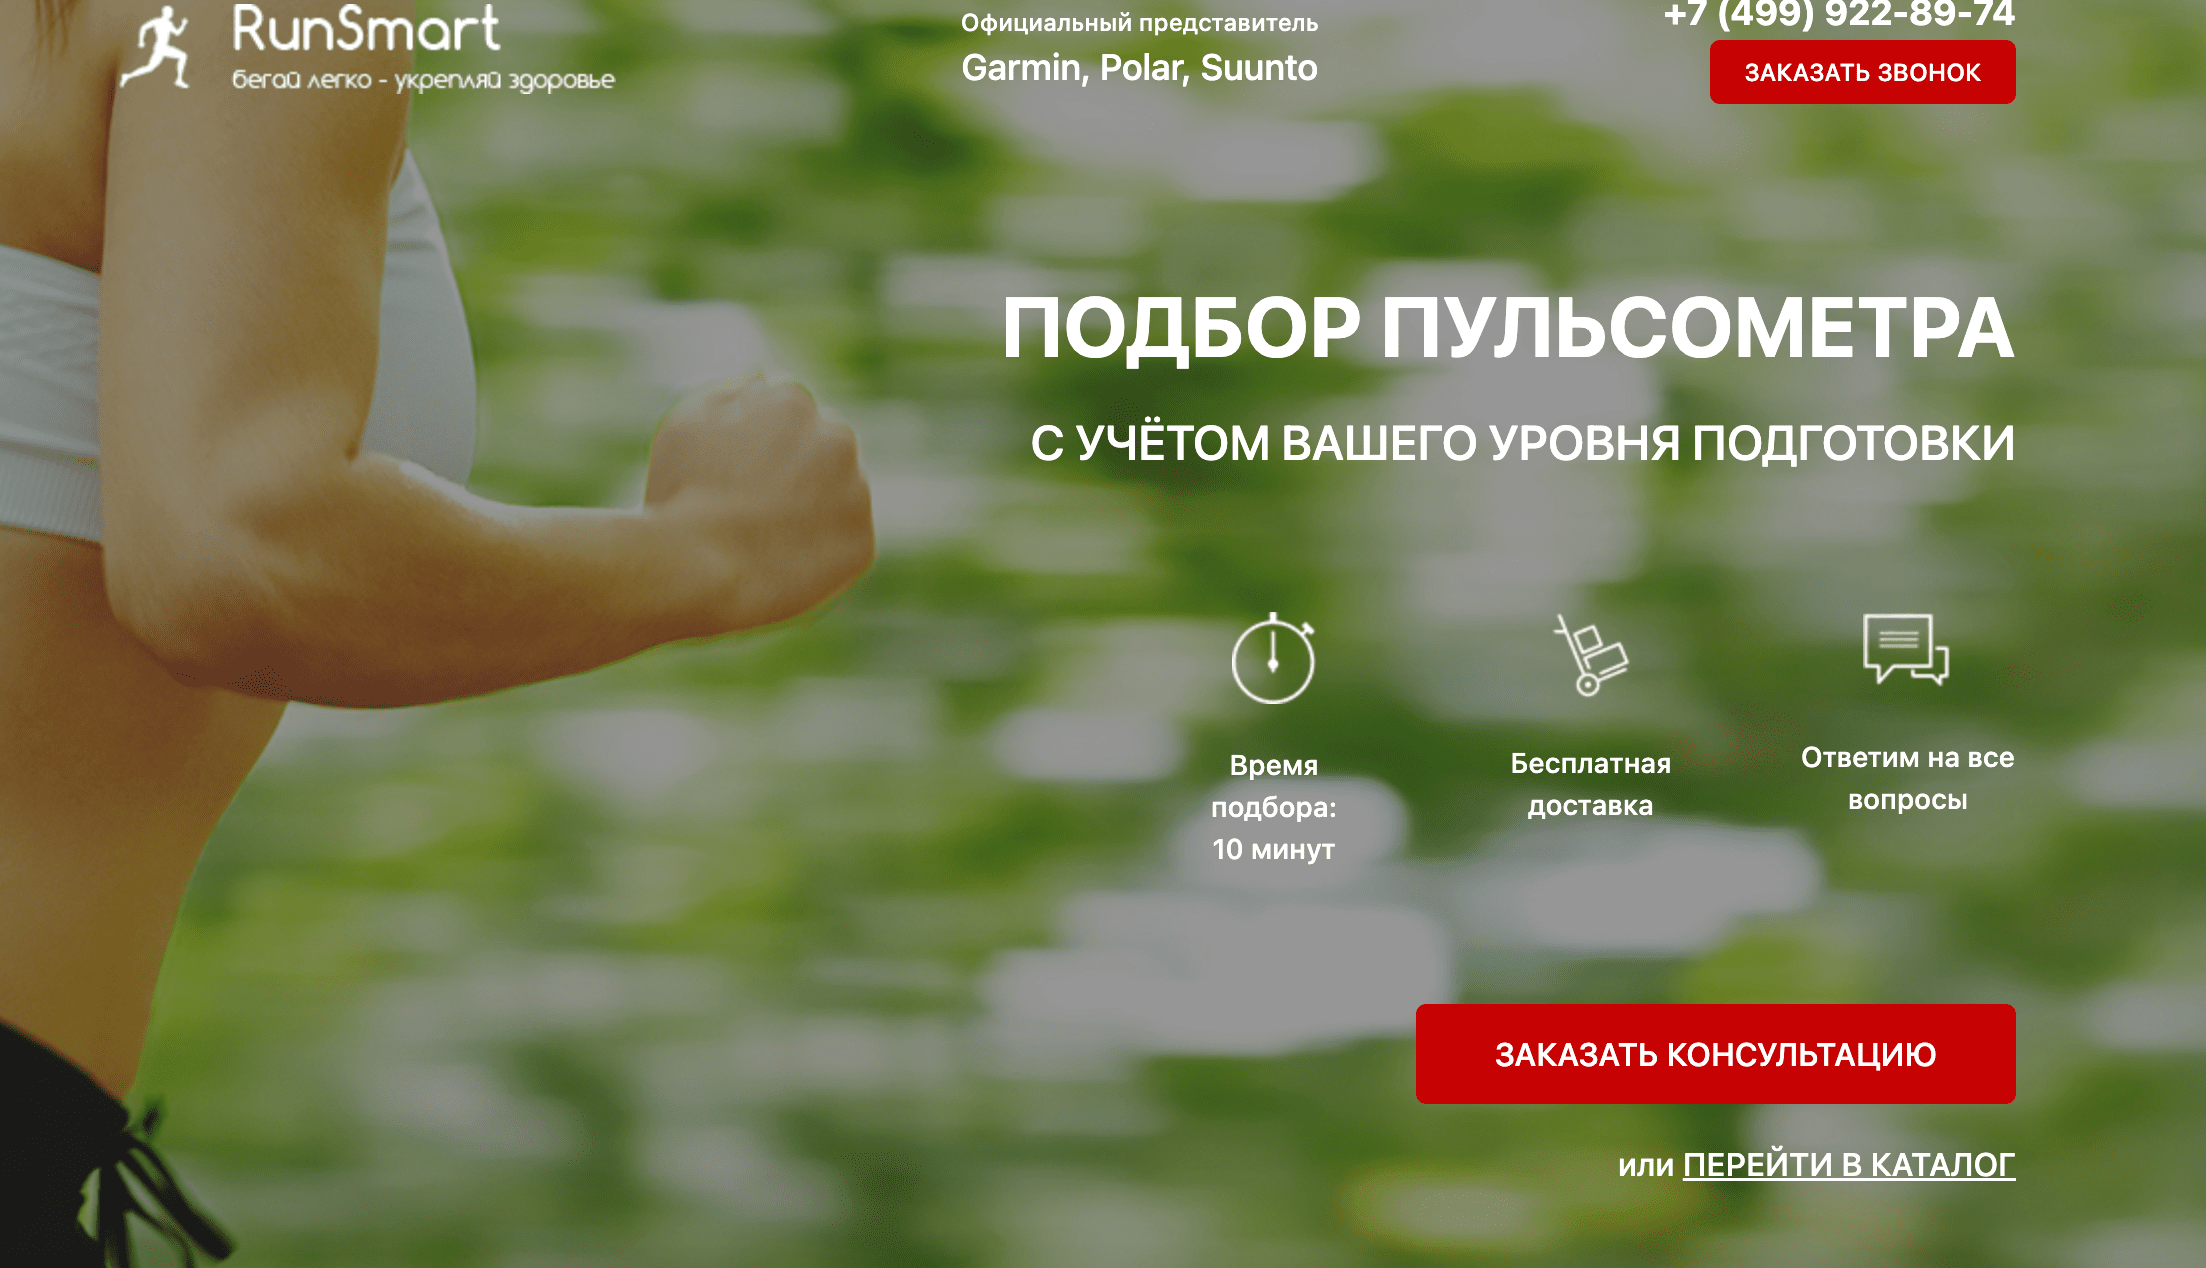 RunSmart
бегай легко - укрепляй здоровье
Официальный представитель
Garmin, Polar, Suunto
+7 (499) 922-89-74
ЗАКАЗАТЬ ЗВОНОК
ПОДБОР ПУЛЬСОМЕТРА
С УЧЁТОМ ВАШЕГО УРОВНЯ ПОДГОТОВКИ
Время
подбора:
10 минут
Бесплатная
доставка
Ответим на все
вопросы
ЗАКАЗАТЬ КОНСУЛЬТАЦИЮ
или ПЕРЕЙТИ В КАТАЛОГ